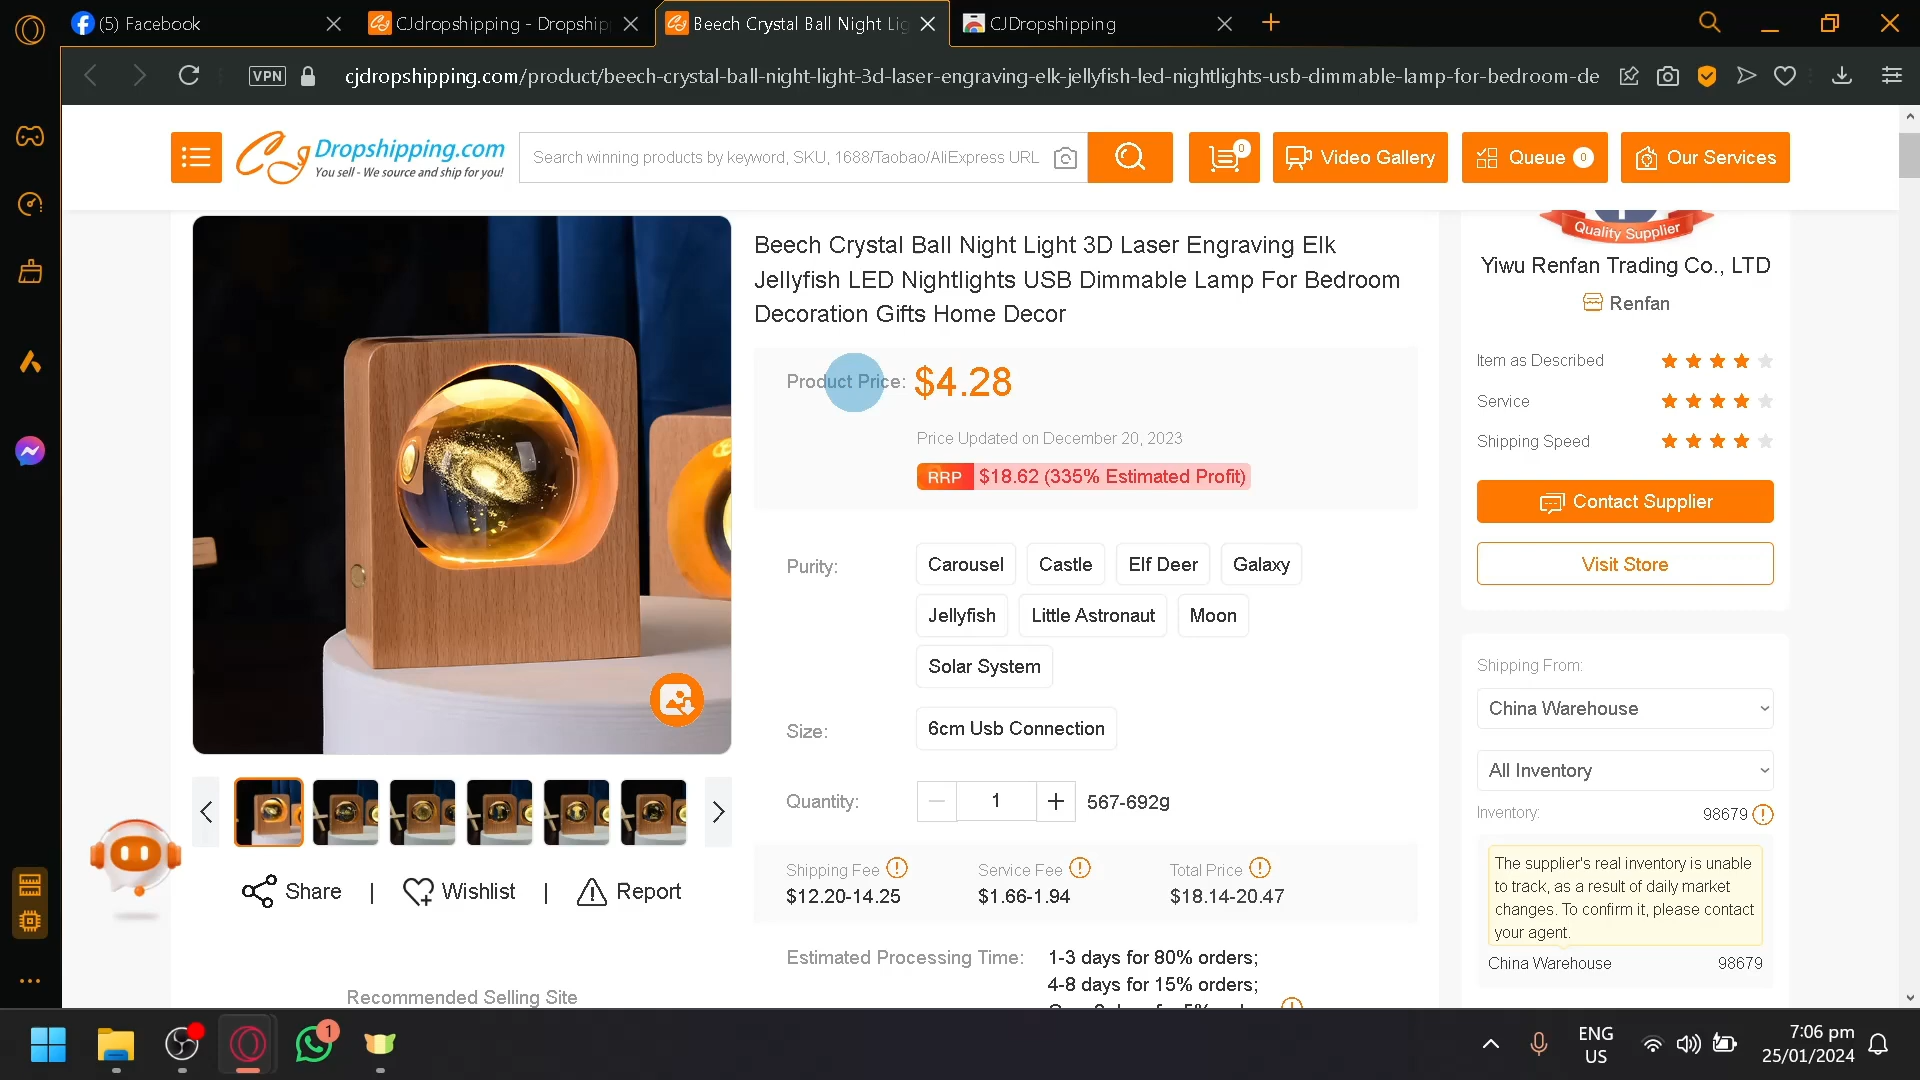 (5) Facebook
CJdropshipping - Dropship
Beech Crystal Ball Night Lig
CJDropshipping
VPN
cjdropshipping.com/product/beech-crystal-ball-night-light-3d-laser-engraving-elk-jellyfish-led-nightlights-usb-dimmable-lamp-for-bedroom-de
CJ Dropshipping.com
You sell - We source and ship for you!
Search winning products by keyword, SKU, 1688/Taobao/AliExpress URL
0
Video Gallery
Queue 0
Our Services
Beech Crystal Ball Night Light 3D Laser Engraving Elk
Jellyfish LED Nightlights USB Dimmable Lamp For Bedroom
Decoration Gifts Home Decor
Product Price: $4.28
Price Updated on December 20, 2023
RRP $18.62 (335% Estimated Profit)
Purity:
Carousel
Castle
Elf Deer
Galaxy
Jellyfish
Little Astronaut
Moon
Solar System
Size:
6cm Usb Connection
Quantity:
1
567-692g
Shipping Fee
$12.20-14.25
Service Fee
$1.66-1.94
Total Price
$18.14-20.47
Estimated Processing Time:
1-3 days for 80% orders;
4-8 days for 15% orders;
Share | Wishlist | Report
Recommended Selling Site
Quality Supplier
Yiwu Renfan Trading Co., LTD
Renfan
Item as Described
Service
Shipping Speed
Contact Supplier
Visit Store
Shipping From:
China Warehouse
All Inventory
Inventory: 98679
The supplier's real inventory is unable
to track, as a result of daily market
changes. To confirm it, please contact
your agent.
China Warehouse 98679
1
ENG
US
7:06 pm
25/01/2024